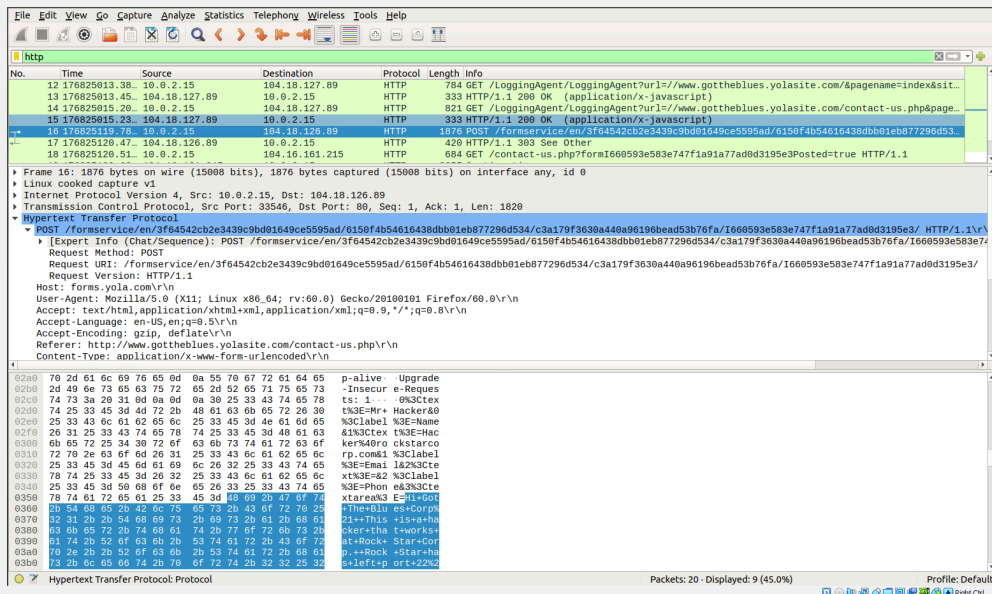 File Edit View Go Capture Analyze Statistics Telephony Wireless Tools Help
http
No. Time Source Destination Protocol Length Info
12 176825013.38… 10.0.2.15 104.18.127.89 HTTP 784 GET /LoggingAgent/LoggingAgent?url=//www.gottheblues.yolasite.com/&pagename=index&sit…
13 176825013.45… 104.18.127.89 10.0.2.15 HTTP 333 HTTP/1.1 200 OK (application/x-javascript)
14 176825015.20… 10.0.2.15 104.18.127.89 HTTP 821 GET /LoggingAgent/LoggingAgent?url=//www.gottheblues.yolasite.com/contact-us.php&page…
15 176825015.23… 104.18.127.89 10.0.2.15 HTTP 333 HTTP/1.1 200 OK (application/x-javascript)
16 176825119.78… 10.0.2.15 104.18.126.89 HTTP 1876 POST /formservice/en/3f64542cb2e3439c9bd01649ce5595ad/6150f4b54616438dbb01eb877296d53…
17 176825120.47… 104.18.126.89 10.0.2.15 HTTP 420 HTTP/1.1 303 See Other
18 176825120.51… 10.0.2.15 104.16.161.215 HTTP 684 GET /contact-us.php?formI660593e583e747f1a91a77ad0d3195e3Posted=true HTTP/1.1
Frame 16: 1876 bytes on wire (15008 bits), 1876 bytes captured (15008 bits) on interface any, id 0
Linux cooked capture v1
Internet Protocol Version 4, Src: 10.0.2.15, Dst: 104.18.126.89
Transmission Control Protocol, Src Port: 33546, Dst Port: 80, Seq: 1, Ack: 1, Len: 1820
Hypertext Transfer Protocol
POST /formservice/en/3f64542cb2e3439c9bd01649ce5595ad/6150f4b54616438dbb01eb877296d534/c3a179f3630a440a96196bead53b76fa/I660593e583e747f1a91a77ad0d3195e3/ HTTP/1.1\r\
[Expert Info (Chat/Sequence): POST /formservice/en/3f64542cb2e3439c9bd01649ce5595ad/6150f4b54616438dbb01eb877296d534/c3a179f3630a440a96196bead53b76fa/I660593e583e74
Request Method: POST
Request URI: /formservice/en/3f64542cb2e3439c9bd01649ce5595ad/6150f4b54616438dbb01eb877296d534/c3a179f3630a440a96196bead53b76fa/I660593e583e747f1a91a77ad0d3195e3/
Request Version: HTTP/1.1
Host: forms.yola.com\r\n
User-Agent: Mozilla/5.0 (X11; Linux x86_64; rv:60.0) Gecko/20100101 Firefox/60.0\r\n
Accept: text/html,application/xhtml+xml,application/xml;q=0.9,*/*;q=0.8\r\n
Accept-Language: en-US,en;q=0.5\r\n
Accept-Encoding: gzip, deflate\r\n
Referer: http://www.gottheblues.yolasite.com/contact-us.php\r\n
Content-Type: application/x-www-form-urlencoded\r\n
02a0 70 2d 61 6c 69 76 65 0d 0a 55 70 67 72 61 64 65 p-alive· ·Upgrade
02b0 2d 49 6e 73 65 63 75 72 65 2d 52 65 71 75 65 73 -Insecur e-Reques
02c0 74 73 3a 20 31 0d 0a 0d 0a 30 25 33 43 74 65 78 ts: 1··· ·0%3Ctex
02d0 74 25 33 45 3d 4d 72 2b 48 61 63 6b 65 72 26 30 t%3E=Mr+ Hacker&0
02e0 25 33 43 6c 61 62 65 6c 25 33 45 3d 4e 61 6d 65 %3Clabel %3E=Name
02f0 26 31 25 33 43 74 65 78 74 25 33 45 3d 48 61 63 &1%3Ctex t%3E=Hac
0300 6b 65 72 25 34 30 72 6f 63 6b 73 74 61 72 63 6f ker%40ro ckstarco
0310 72 70 2e 63 6f 6d 26 31 25 33 43 6c 61 62 65 6c rp.com&1 %3Clabel
0320 25 33 45 3d 45 6d 61 69 6c 26 32 25 33 43 74 65 %3E=Emai l&2%3Cte
0330 78 74 25 33 45 3d 26 32 25 33 43 6c 61 62 65 6c xt%3E=&2 %3Clabel
0340 25 33 45 3d 50 68 6f 6e 65 26 33 25 33 43 74 65 %3E=Phon e&3%3Cte
0350 78 74 61 72 65 61 25 33 45 3d 48 69 2b 47 6f 74 xtarea%3 E=Hi+Got
0360 2b 54 68 65 2b 42 6c 75 65 73 2b 43 6f 72 70 25 +The+Blu es+Corp%
0370 32 31 2b 2b 54 68 69 73 2b 69 73 2b 61 2b 68 61 21++This +is+a+ha
0380 63 6b 65 72 2b 74 68 61 74 2b 77 6f 72 6b 73 2b cker+tha t+works+
0390 61 74 2b 52 6f 63 6b 2b 53 74 61 72 2b 43 6f 72 at+Rock+ Star+Cor
03a0 70 2e 2b 2b 52 6f 63 6b 2b 53 74 61 72 2b 68 61 p.++Rock +Star+ha
03b0 73 2b 6c 65 66 74 2b 70 6f 72 74 2b 32 32 25 32 s+left+p ort+22%2
Hypertext Transfer Protocol: Protocol Packets: 20 · Displayed: 9 (45.0%) Profile: Default
Right Ctrl